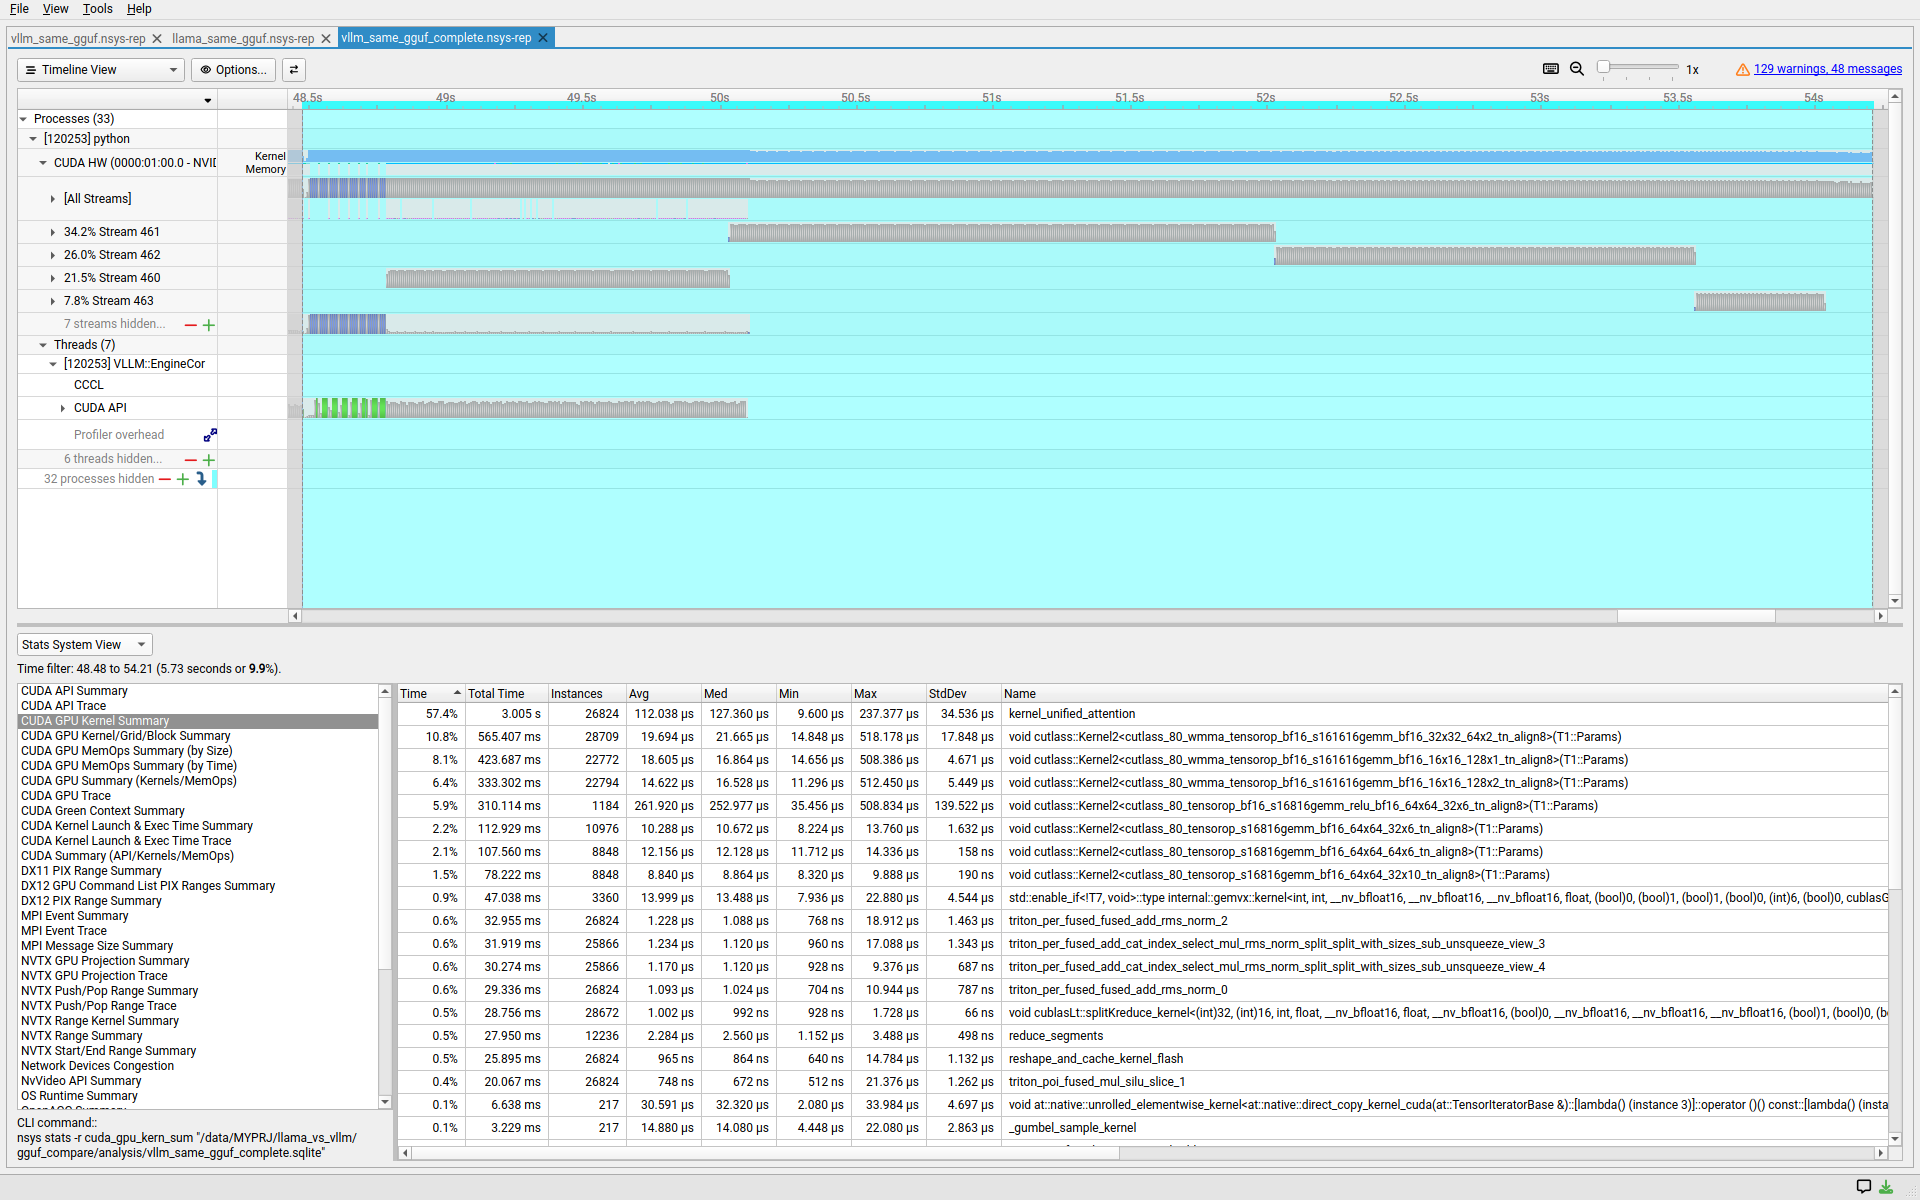 File View Tools Help
vllm_same_gguf.nsys-rep llama_same_gguf.nsys-rep vllm_same_gguf_complete.nsys-rep
Timeline View Options... 1x 129 warnings, 48 messages
48.5s 49s 49.5s 50s 50.5s 51s 51.5s 52s 52.5s 53s 53.5s 54s
Processes (33)
[120253] python
CUDA HW (0000:01:00.0 - NVID Kernel
Memory
[All Streams]
34.2% Stream 461
26.0% Stream 462
21.5% Stream 460
7.8% Stream 463
7 streams hidden...
Threads (7)
[120253] VLLM::EngineCor
CCCL
CUDA API
Profiler overhead
6 threads hidden...
32 processes hidden
Stats System View
Time filter: 48.48 to 54.21 (5.73 seconds or 9.9%).
CUDA API Summary
CUDA API Trace
CUDA GPU Kernel Summary
CUDA GPU Kernel/Grid/Block Summary
CUDA GPU MemOps Summary (by Size)
CUDA GPU MemOps Summary (by Time)
CUDA GPU Summary (Kernels/MemOps)
CUDA GPU Trace
CUDA Green Context Summary
CUDA Kernel Launch & Exec Time Summary
CUDA Kernel Launch & Exec Time Trace
CUDA Summary (API/Kernels/MemOps)
DX11 PIX Range Summary
DX12 GPU Command List PIX Ranges Summary
DX12 PIX Range Summary
MPI Event Summary
MPI Event Trace
MPI Message Size Summary
NVTX GPU Projection Summary
NVTX GPU Projection Trace
NVTX Push/Pop Range Summary
NVTX Push/Pop Range Trace
NVTX Range Kernel Summary
NVTX Range Summary
NVTX Start/End Range Summary
Network Devices Congestion
NvVideo API Summary
OS Runtime Summary
CLI command::
nsys stats -r cuda_gpu_kern_sum "/data/MYPRJ/llama_vs_vllm/
gguf_compare/analysis/vllm_same_gguf_complete.sqlite"
Time Total Time Instances Avg Med Min Max StdDev Name
57.4% 3.005 s 26824 112.038 μs 127.360 μs 9.600 μs 237.377 μs 34.536 μs kernel_unified_attention
10.8% 565.407 ms 28709 19.694 μs 21.665 μs 14.848 μs 518.178 μs 17.848 μs void cutlass::Kernel2<cutlass_80_wmma_tensorop_bf16_s161616gemm_bf16_32x32_64x2_tn_align8>(T1::Params)
8.1% 423.687 ms 22772 18.605 μs 16.864 μs 14.656 μs 508.386 μs 4.671 μs void cutlass::Kernel2<cutlass_80_wmma_tensorop_bf16_s161616gemm_bf16_16x16_128x1_tn_align8>(T1::Params)
6.4% 333.302 ms 22794 14.622 μs 16.528 μs 11.296 μs 512.450 μs 5.449 μs void cutlass::Kernel2<cutlass_80_wmma_tensorop_bf16_s161616gemm_bf16_16x16_128x2_tn_align8>(T1::Params)
5.9% 310.114 ms 1184 261.920 μs 252.977 μs 35.456 μs 508.834 μs 139.522 μs void cutlass::Kernel2<cutlass_80_tensorop_bf16_s16816gemm_relu_bf16_64x64_32x6_tn_align8>(T1::Params)
2.2% 112.929 ms 10976 10.288 μs 10.672 μs 8.224 μs 13.760 μs 1.632 μs void cutlass::Kernel2<cutlass_80_tensorop_s16816gemm_bf16_64x64_32x6_tn_align8>(T1::Params)
2.1% 107.560 ms 8848 12.156 μs 12.128 μs 11.712 μs 14.336 μs 158 ns void cutlass::Kernel2<cutlass_80_tensorop_s16816gemm_bf16_64x64_64x6_tn_align8>(T1::Params)
1.5% 78.222 ms 8848 8.840 μs 8.864 μs 8.320 μs 9.888 μs 190 ns void cutlass::Kernel2<cutlass_80_tensorop_s16816gemm_bf16_64x64_32x10_tn_align8>(T1::Params)
0.9% 47.038 ms 3360 13.999 μs 13.488 μs 7.936 μs 22.880 μs 4.544 μs std::enable_if<!T7, void>::type internal::gemvx::kernel<int, int, __nv_bfloat16, __nv_bfloat16, __nv_bfloat16, float, (bool)0, (bool)1, (bool)1, (bool)0, (int)6, (bool)0, cublasG
0.6% 32.955 ms 26824 1.228 μs 1.088 μs 768 ns 18.912 μs 1.463 μs triton_per_fused_fused_add_rms_norm_2
0.6% 31.919 ms 25866 1.234 μs 1.120 μs 960 ns 17.088 μs 1.343 μs triton_per_fused_add_cat_index_select_mul_rms_norm_split_split_with_sizes_sub_unsqueeze_view_3
0.6% 30.274 ms 25866 1.170 μs 1.120 μs 928 ns 9.376 μs 687 ns triton_per_fused_add_cat_index_select_mul_rms_norm_split_split_with_sizes_sub_unsqueeze_view_4
0.6% 29.336 ms 26824 1.093 μs 1.024 μs 704 ns 10.944 μs 787 ns triton_per_fused_fused_add_rms_norm_0
0.5% 28.756 ms 28672 1.002 μs 992 ns 928 ns 1.728 μs 66 ns void cublasLt::splitKreduce_kernel<(int)32, (int)16, int, float, __nv_bfloat16, float, __nv_bfloat16, (bool)0, __nv_bfloat16, __nv_bfloat16, __nv_bfloat16, (bool)1, (bool)0, (b
0.5% 27.950 ms 12236 2.284 μs 2.560 μs 1.152 μs 3.488 μs 498 ns reduce_segments
0.5% 25.895 ms 26824 965 ns 864 ns 640 ns 14.784 μs 1.132 μs reshape_and_cache_kernel_flash
0.4% 20.067 ms 26824 748 ns 672 ns 512 ns 21.376 μs 1.262 μs triton_poi_fused_mul_silu_slice_1
0.1% 6.638 ms 217 30.591 μs 32.320 μs 2.080 μs 33.984 μs 4.697 μs void at::native::unrolled_elementwise_kernel<at::native::direct_copy_kernel_cuda(at::TensorIteratorBase &)::[lambda() (instance 3)]::operator ()() const::[lambda() (insta
0.1% 3.229 ms 217 14.880 μs 14.080 μs 4.448 μs 22.080 μs 2.863 μs _gumbel_sample_kernel